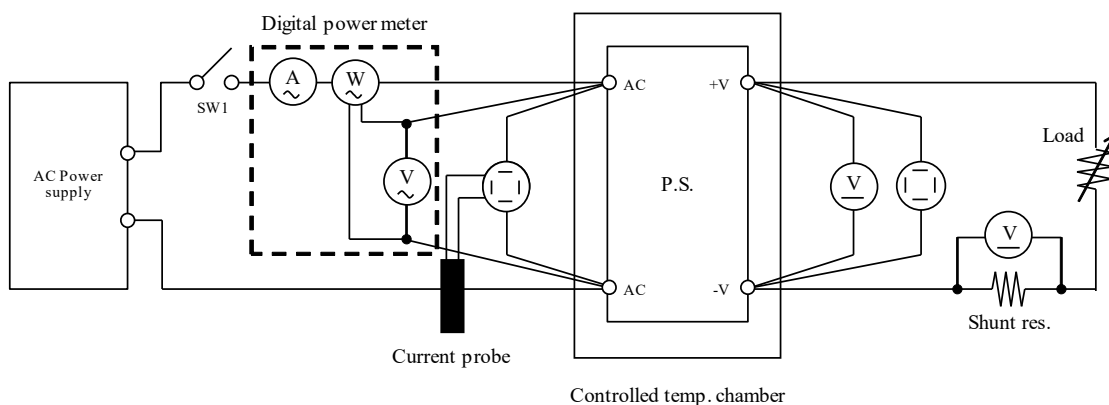 Digital power meter
A
W
SW1
AC
+V
Load
AC Power
supply
V
P.S.
V
V
AC
-V
Shunt res.
Current probe
Controlled temp. chamber